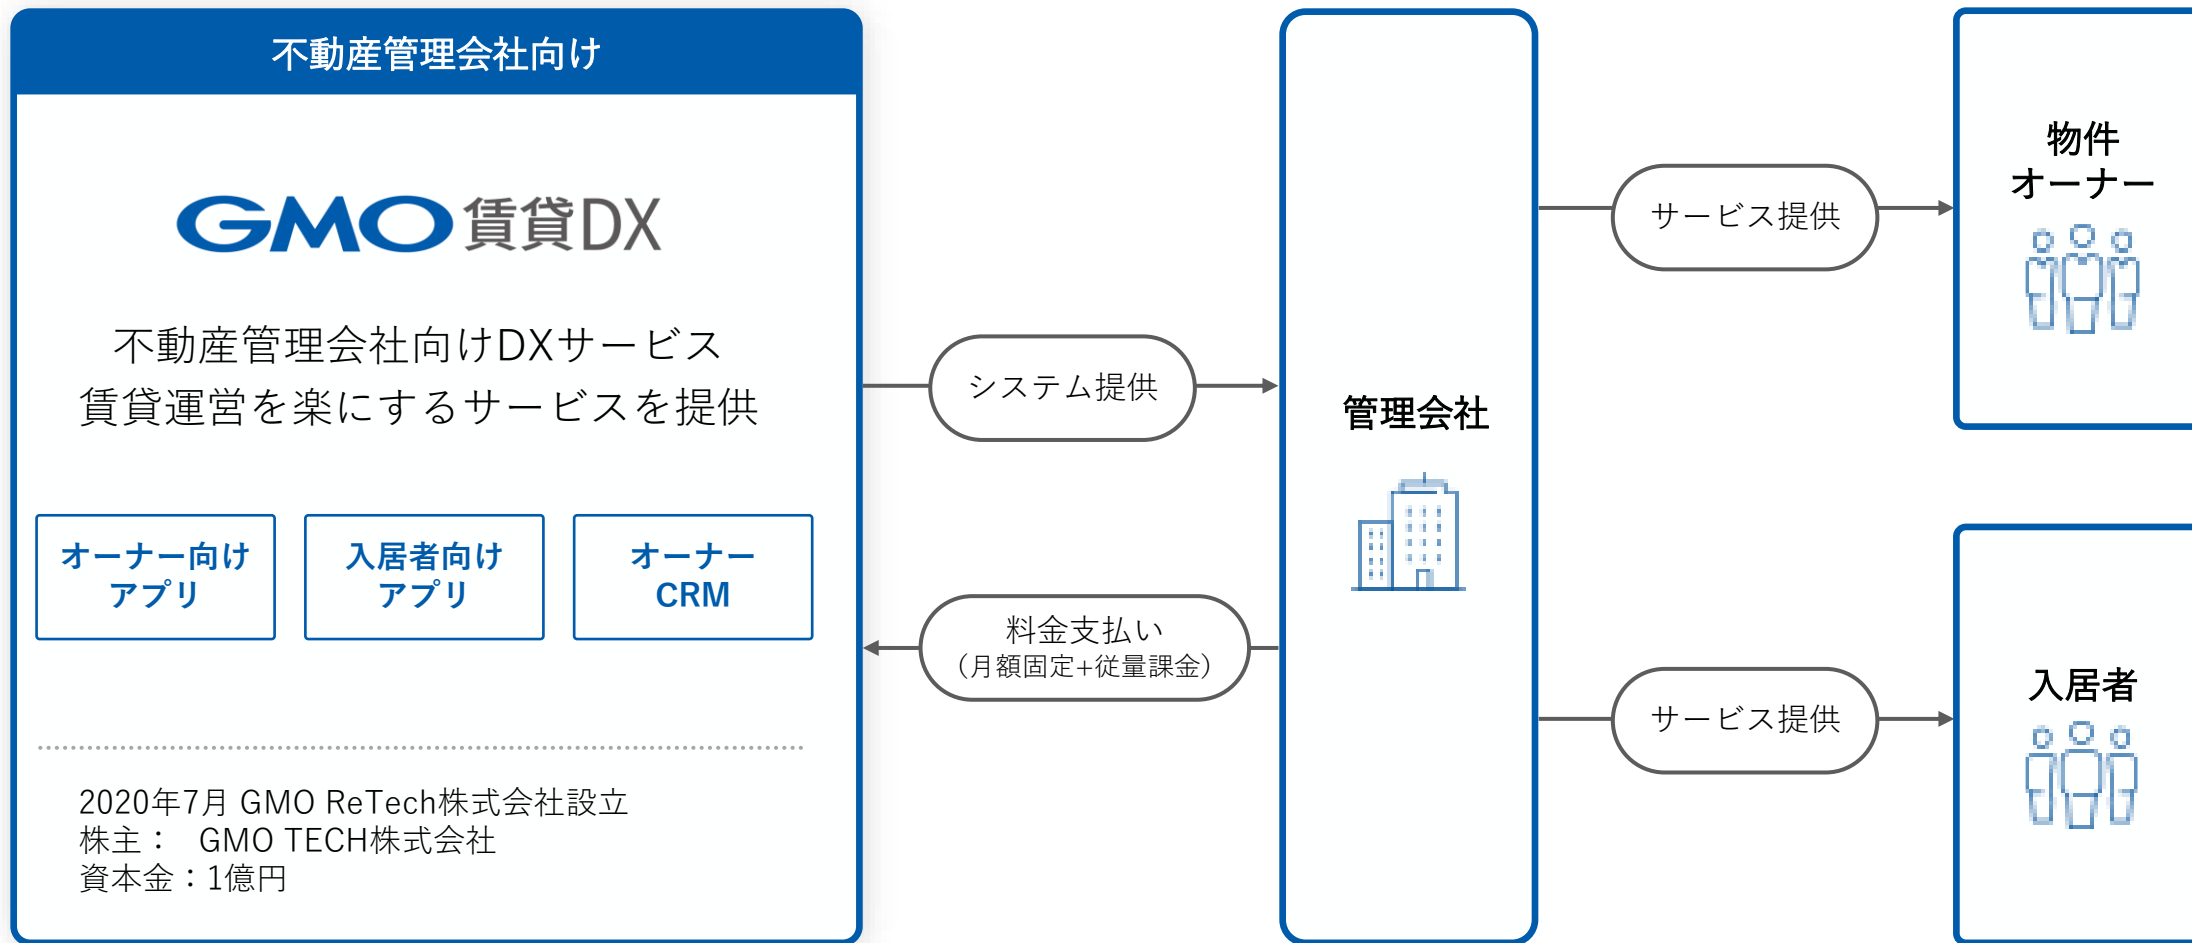 不動産管理会社向け
GMO賃貸DX
不動産管理会社向けDXサービス
賃貸運営を楽にするサービスを提供
オーナー向け
アプリ
入居者向け
アプリ
オーナー
CRM
2020年7月 GMO ReTech株式会社設立
株主： GMO TECH株式会社
資本金：1億円
システム提供
料金支払い
（月額固定+従量課金）
管理会社
サービス提供
物件
オーナー
サービス提供
入居者